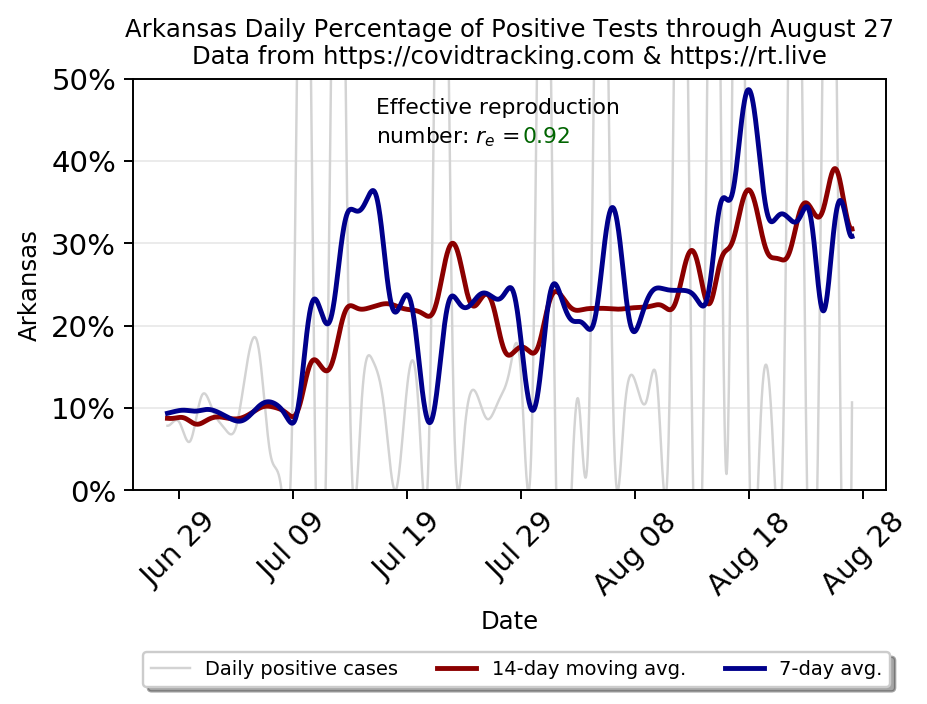 Arkansas Daily Percentage of Positive Tests through August 27
Data from https://covidtracking.com & https://rt.live
Effective reproduction
number: rₑ =0.92
50%
40%
30%
20%
10%
0%
Arkansas
Jun 29
Jul 09
Jul 19
Jul 29
Aug 08
Aug 18
Aug 28
Date
Daily positive cases
14-day moving avg.
7-day avg.